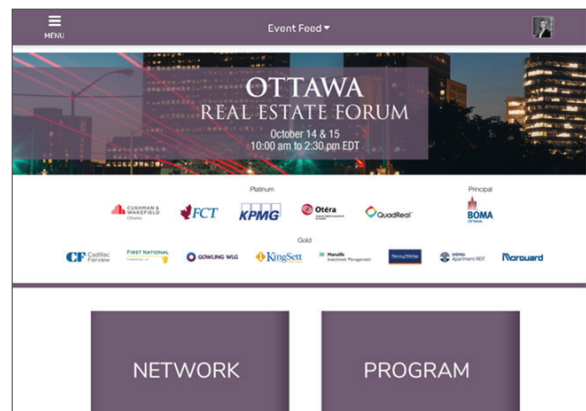 MENU
Event Feed
OTTAWA
REAL ESTATE FORUM
October 14 & 15
10:00 am to 2:30 pm EDT
Platinum
Principal
CUSHMAN & WAKEFIELD
Ottawa
FCT
KPMG
Otéra
QuadReal
BOMA
OTTAWA
Gold
CF Cadillac Fairview
FIRST NATIONAL
GOWLING WLG
KingSett
Manulife
Investment Management
minto
Apartment REIT
Morguard
NETWORK
PROGRAM